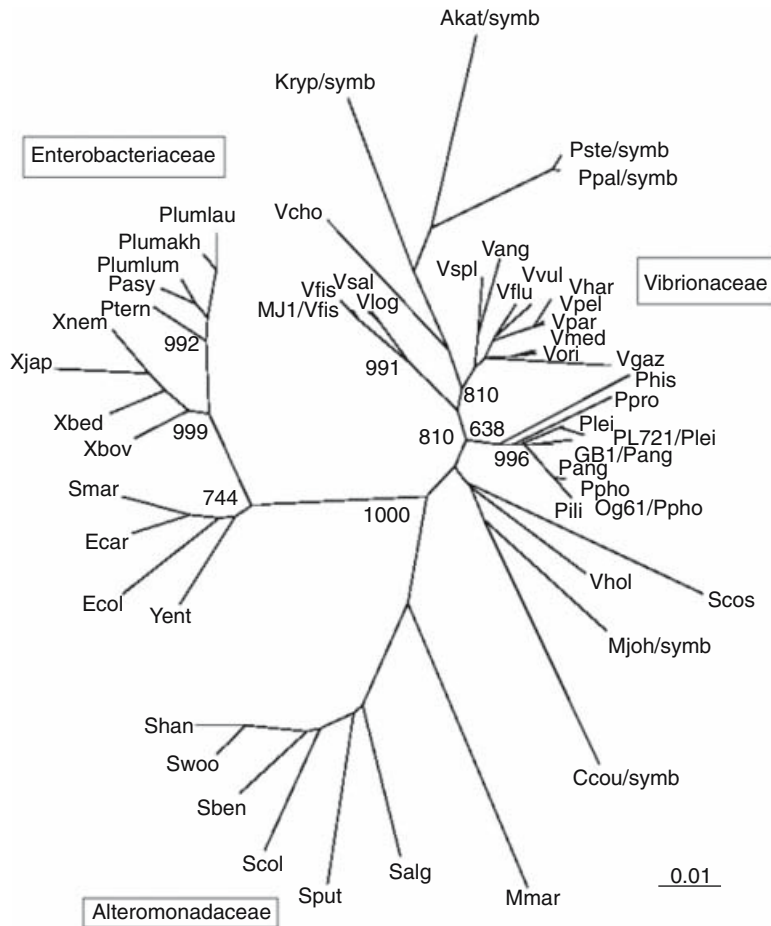 Akat/symb
Kryp/symb
Enterobacteriaceae
Pste/symb
Ppal/symb
Plumlau
Vcho
Plumakh
Vang
Vspl
Vvul
Vibrionaceae
Plumlum
Vsal
Vflu
Vhar
Pasy
Vfis
Vpel
Ptern
MJ1/Vfis
Vlog
Vpar
Xnem
Vmed
992
991
Vori
Vgaz
Xjap
Phis
810
Ppro
Xbed
999
810
638
Plei
Xbov
PL721/Plei
996
GB1/Pang
Pang
Smar
744
Ppho
1000
Pili
Og61/Ppho
Ecar
Vhol
Scos
Ecol
Yent
Mjoh/symb
Shan
Swoo
Ccou/symb
Sben
Scol
Salg
0.01
Sput
Mmar
Alteromonadaceae